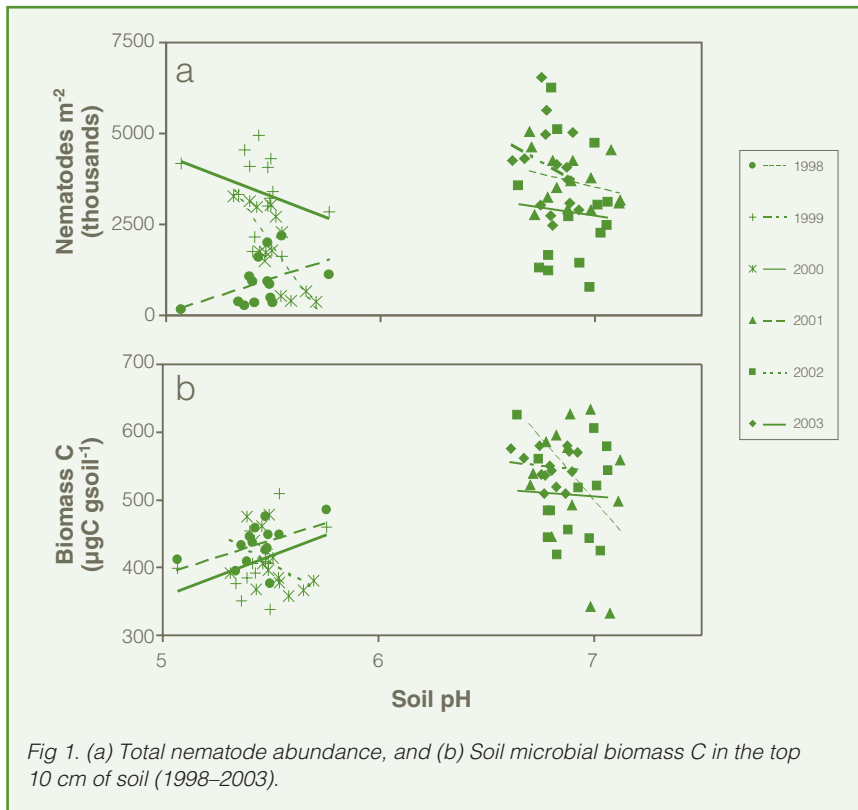 7500
5000
2500
0
a
Nematodes m-2
(thousands)
700
600
500
400
300
b
Biomass C
(µgC gsoil-1)
5
6
7
Soil pH
1998
1999
2000
2001
2002
2003
Fig 1. (a) Total nematode abundance, and (b) Soil microbial biomass C in the top
10 cm of soil (1998–2003).